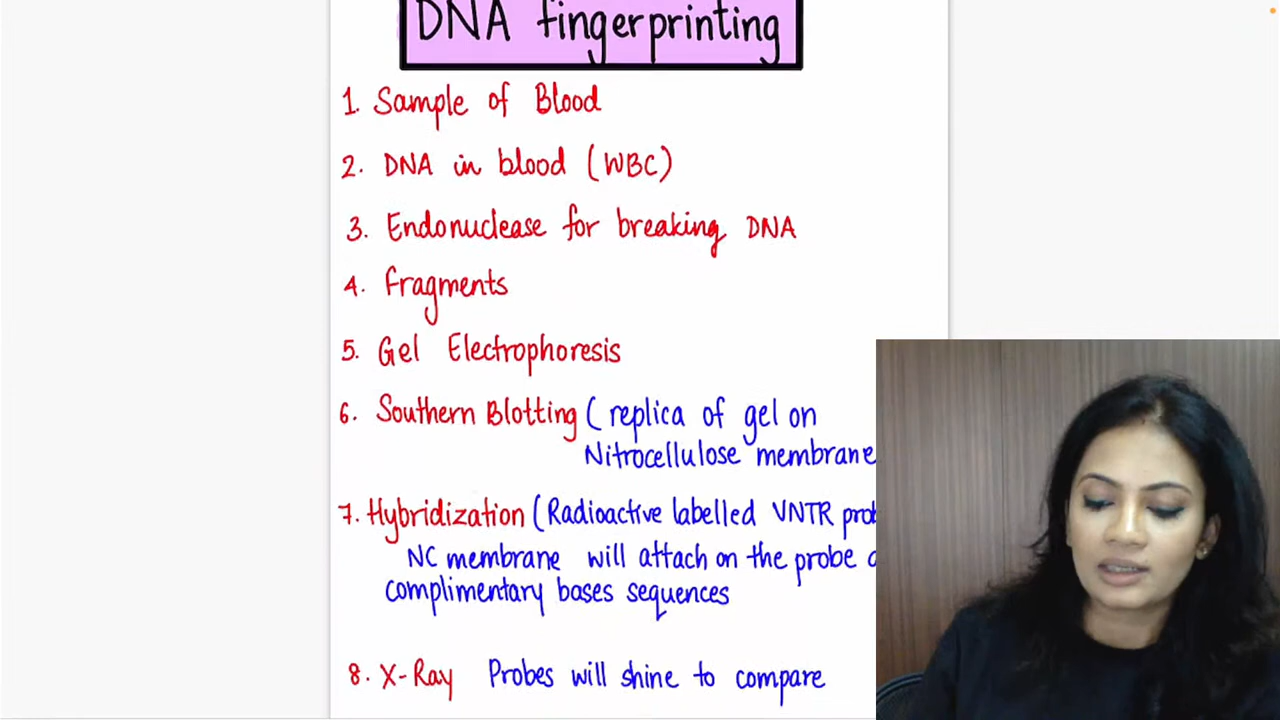 DNA fingerprinting
1. Sample of Blood
2. DNA in blood (WBC)
3. Endonuclease for breaking DNA
4. Fragments
5. Gel Electrophoresis
6. Southern Blotting (replica of gel on
Nitrocellulose membrane
7. Hybridization (Radioactive labelled VNTR
NC membrane will attach on the probe
complimentary bases sequences
8. X-Ray Probes will shine to compare